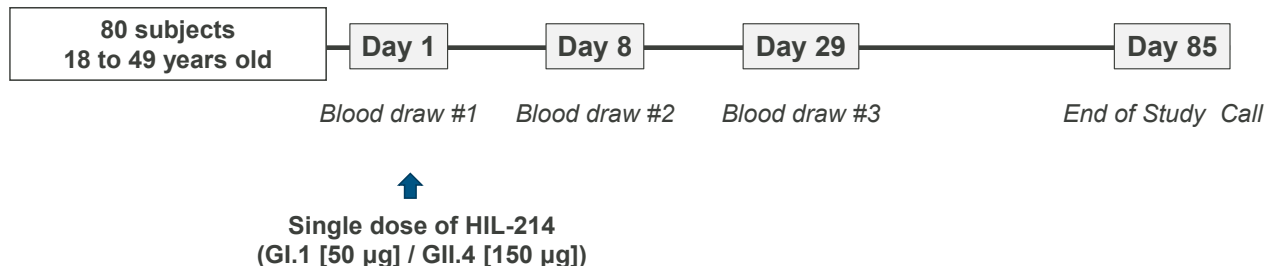 80 subjects
18 to 49 years old
Day 1
Day 8
Day 29
Day 85
Blood draw #1
Blood draw #2
Blood draw #3
End of Study Call
Single dose of HIL-214
(GI.1 [50 µg] / GII.4 [150 µg])